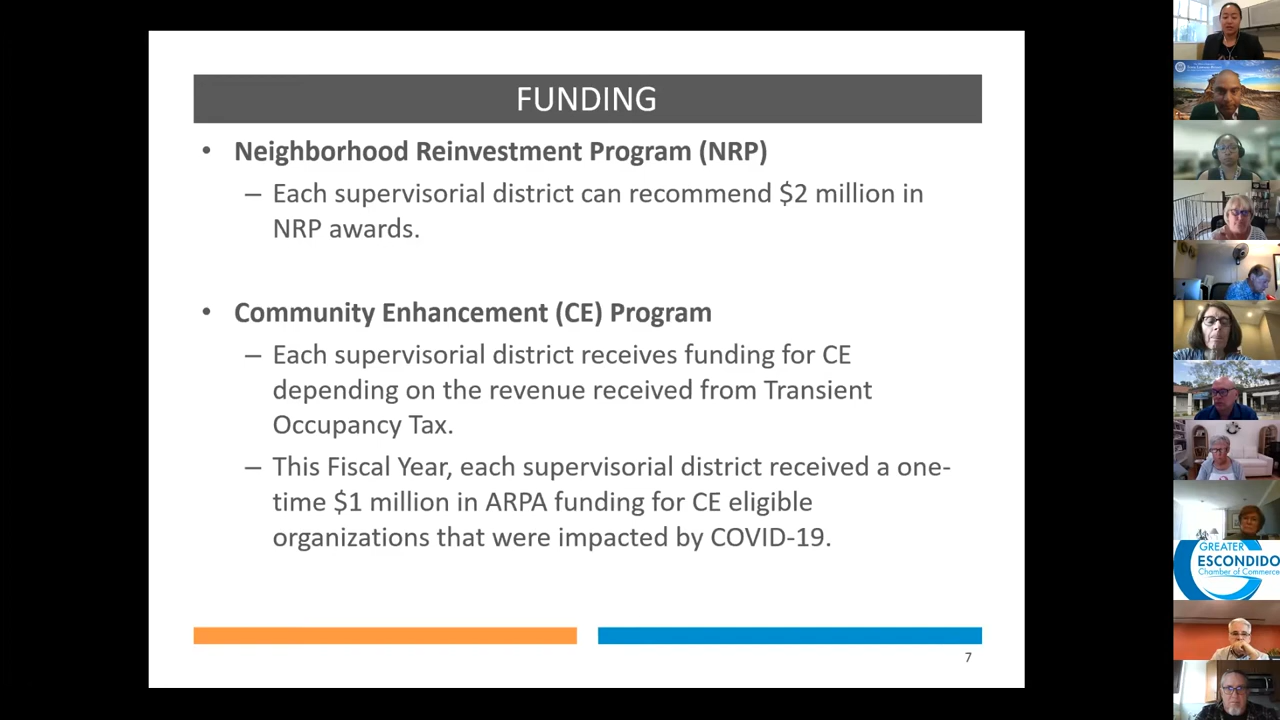 FUNDING
• Neighborhood Reinvestment Program (NRP)
– Each supervisorial district can recommend $2 million in
NRP awards.
• Community Enhancement (CE) Program
– Each supervisorial district receives funding for CE
depending on the revenue received from Transient
Occupancy Tax.
– This Fiscal Year, each supervisorial district received a one-
time $1 million in ARPA funding for CE eligible
organizations that were impacted by COVID-19.
7
GREATER
ESCONDIDO
Chamber of Commerce